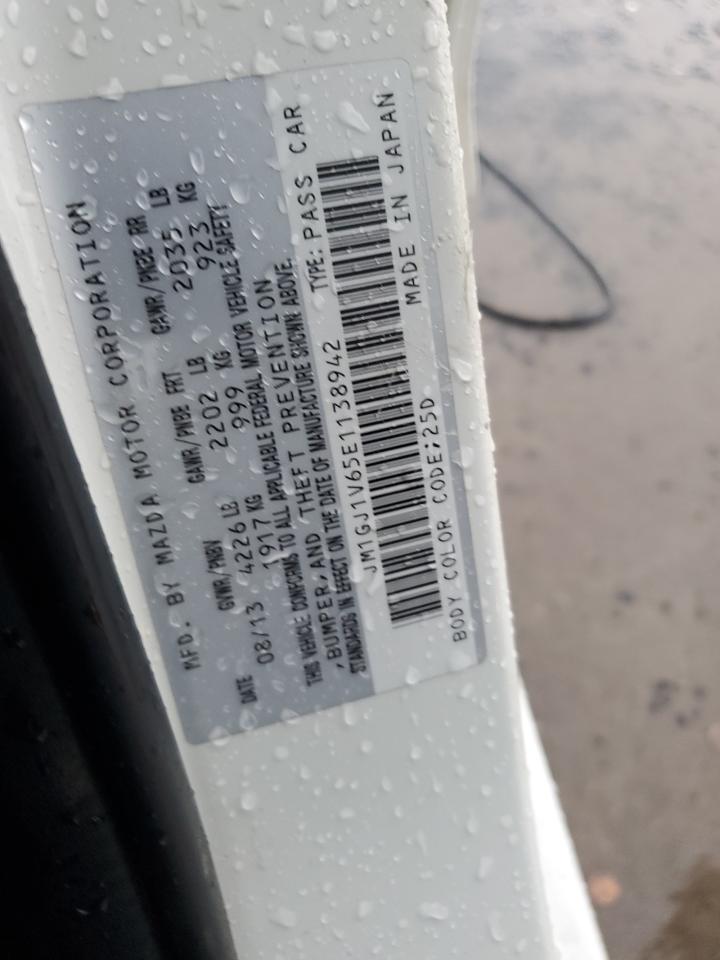 MFD. BY MAZDA MOTOR CORPORATION
DATE GVWR/PNBV GAWR/PNBE FRT GAWR/PNBE RR
08/13 4226 LB 2202 LB 2035 LB
1917 KG 999 KG 923 KG
THIS VEHICLE CONFORMS TO ALL APPLICABLE FEDERAL MOTOR VEHICLE SAFETY
, BUMPER, AND THEFT PREVENTION
STANDARDS IN EFFECT ON THE DATE OF MANUFACTURE SHOWN ABOVE.
JM1GJ1V65E1138942 TYPE: PASS CAR
BODY COLOR CODE:25D MADE IN JAPAN